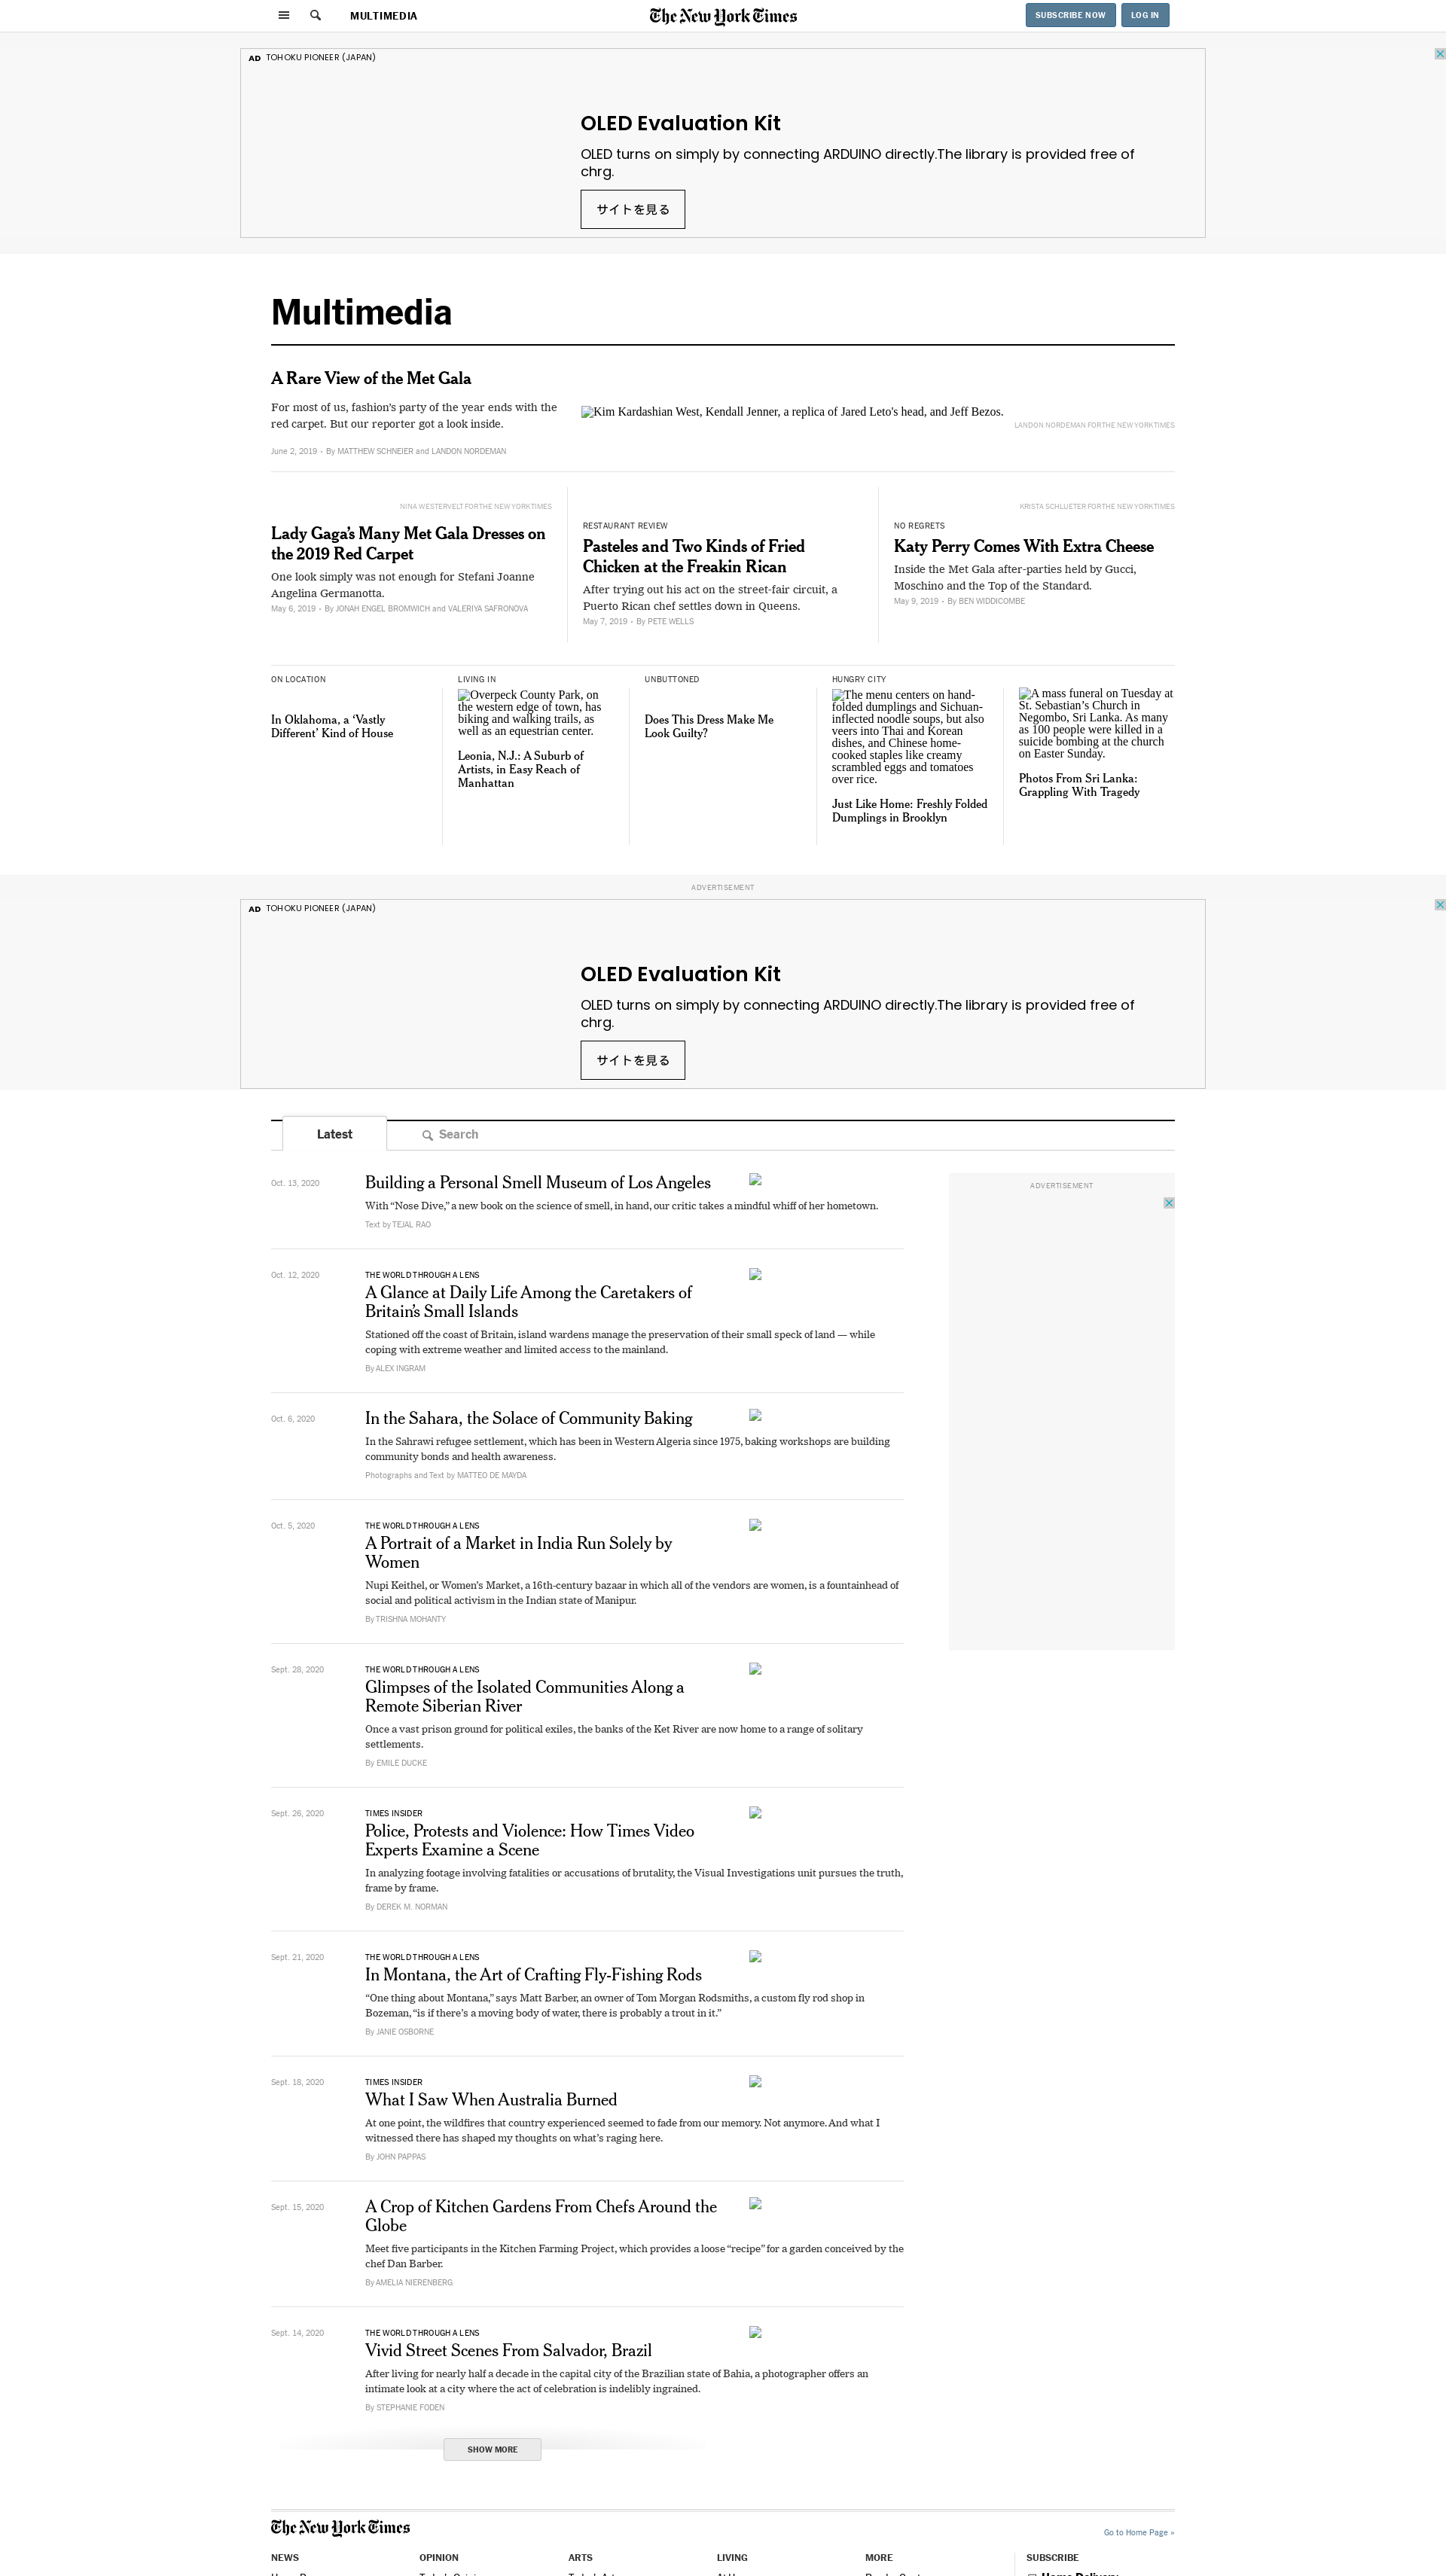 MULTIMEDIA
The New York Times
SUBSCRIBE NOW
LOG IN
AD TOHOKU PIONEER (JAPAN)
OLED Evaluation Kit
OLED turns on simply by connecting ARDUINO directly.The library is provided free of
chrg.
サイトを見る
Multimedia
A Rare View of the Met Gala
For most of us, fashion’s party of the year ends with the
red carpet. But our reporter got a look inside.
June 2, 2019 • By MATTHEW SCHNEIER and LANDON NORDEMAN
Kim Kardashian West, Kendall Jenner, a replica of Jared Leto's head, and Jeff Bezos.
LANDON NORDEMAN FOR THE NEW YORK TIMES
NINA WESTERVELT FOR THE NEW YORK TIMES
Lady Gaga’s Many Met Gala Dresses on
the 2019 Red Carpet
One look simply was not enough for Stefani Joanne
Angelina Germanotta.
May 6, 2019 • By JONAH ENGEL BROMWICH and VALERIYA SAFRONOVA
RESTAURANT REVIEW
Pasteles and Two Kinds of Fried
Chicken at the Freakin Rican
After trying out his act on the street-fair circuit, a
Puerto Rican chef settles down in Queens.
May 7, 2019 • By PETE WELLS
KRISTA SCHLUETER FOR THE NEW YORK TIMES
NO REGRETS
Katy Perry Comes With Extra Cheese
Inside the Met Gala after-parties held by Gucci,
Moschino and the Top of the Standard.
May 9, 2019 • By BEN WIDDICOMBE
ON LOCATION
In Oklahoma, a ‘Vastly
Different’ Kind of House
LIVING IN
Overpeck County Park, on
the western edge of town, has
biking and walking trails, as
well as an equestrian center.
Leonia, N.J.: A Suburb of
Artists, in Easy Reach of
Manhattan
UNBUTTONED
Does This Dress Make Me
Look Guilty?
HUNGRY CITY
The menu centers on hand-
folded dumplings and Sichuan-
inflected noodle soups, but also
veers into Thai and Korean
dishes, and Chinese home-
cooked staples like creamy
scrambled eggs and tomatoes
over rice.
Just Like Home: Freshly Folded
Dumplings in Brooklyn
A mass funeral on Tuesday at
St. Sebastian’s Church in
Negombo, Sri Lanka. As many
as 100 people were killed in a
suicide bombing at the church
on Easter Sunday.
Photos From Sri Lanka:
Grappling With Tragedy
ADVERTISEMENT
AD TOHOKU PIONEER (JAPAN)
OLED Evaluation Kit
OLED turns on simply by connecting ARDUINO directly.The library is provided free of
chrg.
サイトを見る
Latest
Search
ADVERTISEMENT
Oct. 13, 2020
Building a Personal Smell Museum of Los Angeles
With “Nose Dive,” a new book on the science of smell, in hand, our critic takes a mindful whiff of her hometown.
Text by TEJAL RAO
Oct. 12, 2020
THE WORLD THROUGH A LENS
A Glance at Daily Life Among the Caretakers of
Britain’s Small Islands
Stationed off the coast of Britain, island wardens manage the preservation of their small speck of land — while
coping with extreme weather and limited access to the mainland.
By ALEX INGRAM
Oct. 6, 2020
In the Sahara, the Solace of Community Baking
In the Sahrawi refugee settlement, which has been in Western Algeria since 1975, baking workshops are building
community bonds and health awareness.
Photographs and Text by MATTEO DE MAYDA
Oct. 5, 2020
THE WORLD THROUGH A LENS
A Portrait of a Market in India Run Solely by
Women
Nupi Keithel, or Women’s Market, a 16th-century bazaar in which all of the vendors are women, is a fountainhead of
social and political activism in the Indian state of Manipur.
By TRISHNA MOHANTY
Sept. 28, 2020
THE WORLD THROUGH A LENS
Glimpses of the Isolated Communities Along a
Remote Siberian River
Once a vast prison ground for political exiles, the banks of the Ket River are now home to a range of solitary
settlements.
By EMILE DUCKE
Sept. 26, 2020
TIMES INSIDER
Police, Protests and Violence: How Times Video
Experts Examine a Scene
In analyzing footage involving fatalities or accusations of brutality, the Visual Investigations unit pursues the truth,
frame by frame.
By DEREK M. NORMAN
Sept. 21, 2020
THE WORLD THROUGH A LENS
In Montana, the Art of Crafting Fly-Fishing Rods
“One thing about Montana,” says Matt Barber, an owner of Tom Morgan Rodsmiths, a custom fly rod shop in
Bozeman, “is if there’s a moving body of water, there is probably a trout in it.”
By JANIE OSBORNE
Sept. 18, 2020
TIMES INSIDER
What I Saw When Australia Burned
At one point, the wildfires that country experienced seemed to fade from our memory. Not anymore. And what I
witnessed there has shaped my thoughts on what’s raging here.
By JOHN PAPPAS
Sept. 15, 2020
A Crop of Kitchen Gardens From Chefs Around the
Globe
Meet five participants in the Kitchen Farming Project, which provides a loose “recipe” for a garden conceived by the
chef Dan Barber.
By AMELIA NIERENBERG
Sept. 14, 2020
THE WORLD THROUGH A LENS
Vivid Street Scenes From Salvador, Brazil
After living for nearly half a decade in the capital city of the Brazilian state of Bahia, a photographer offers an
intimate look at a city where the act of celebration is indelibly ingrained.
By STEPHANIE FODEN
SHOW MORE
The New York Times
Go to Home Page »
NEWS
OPINION
ARTS
LIVING
MORE
SUBSCRIBE